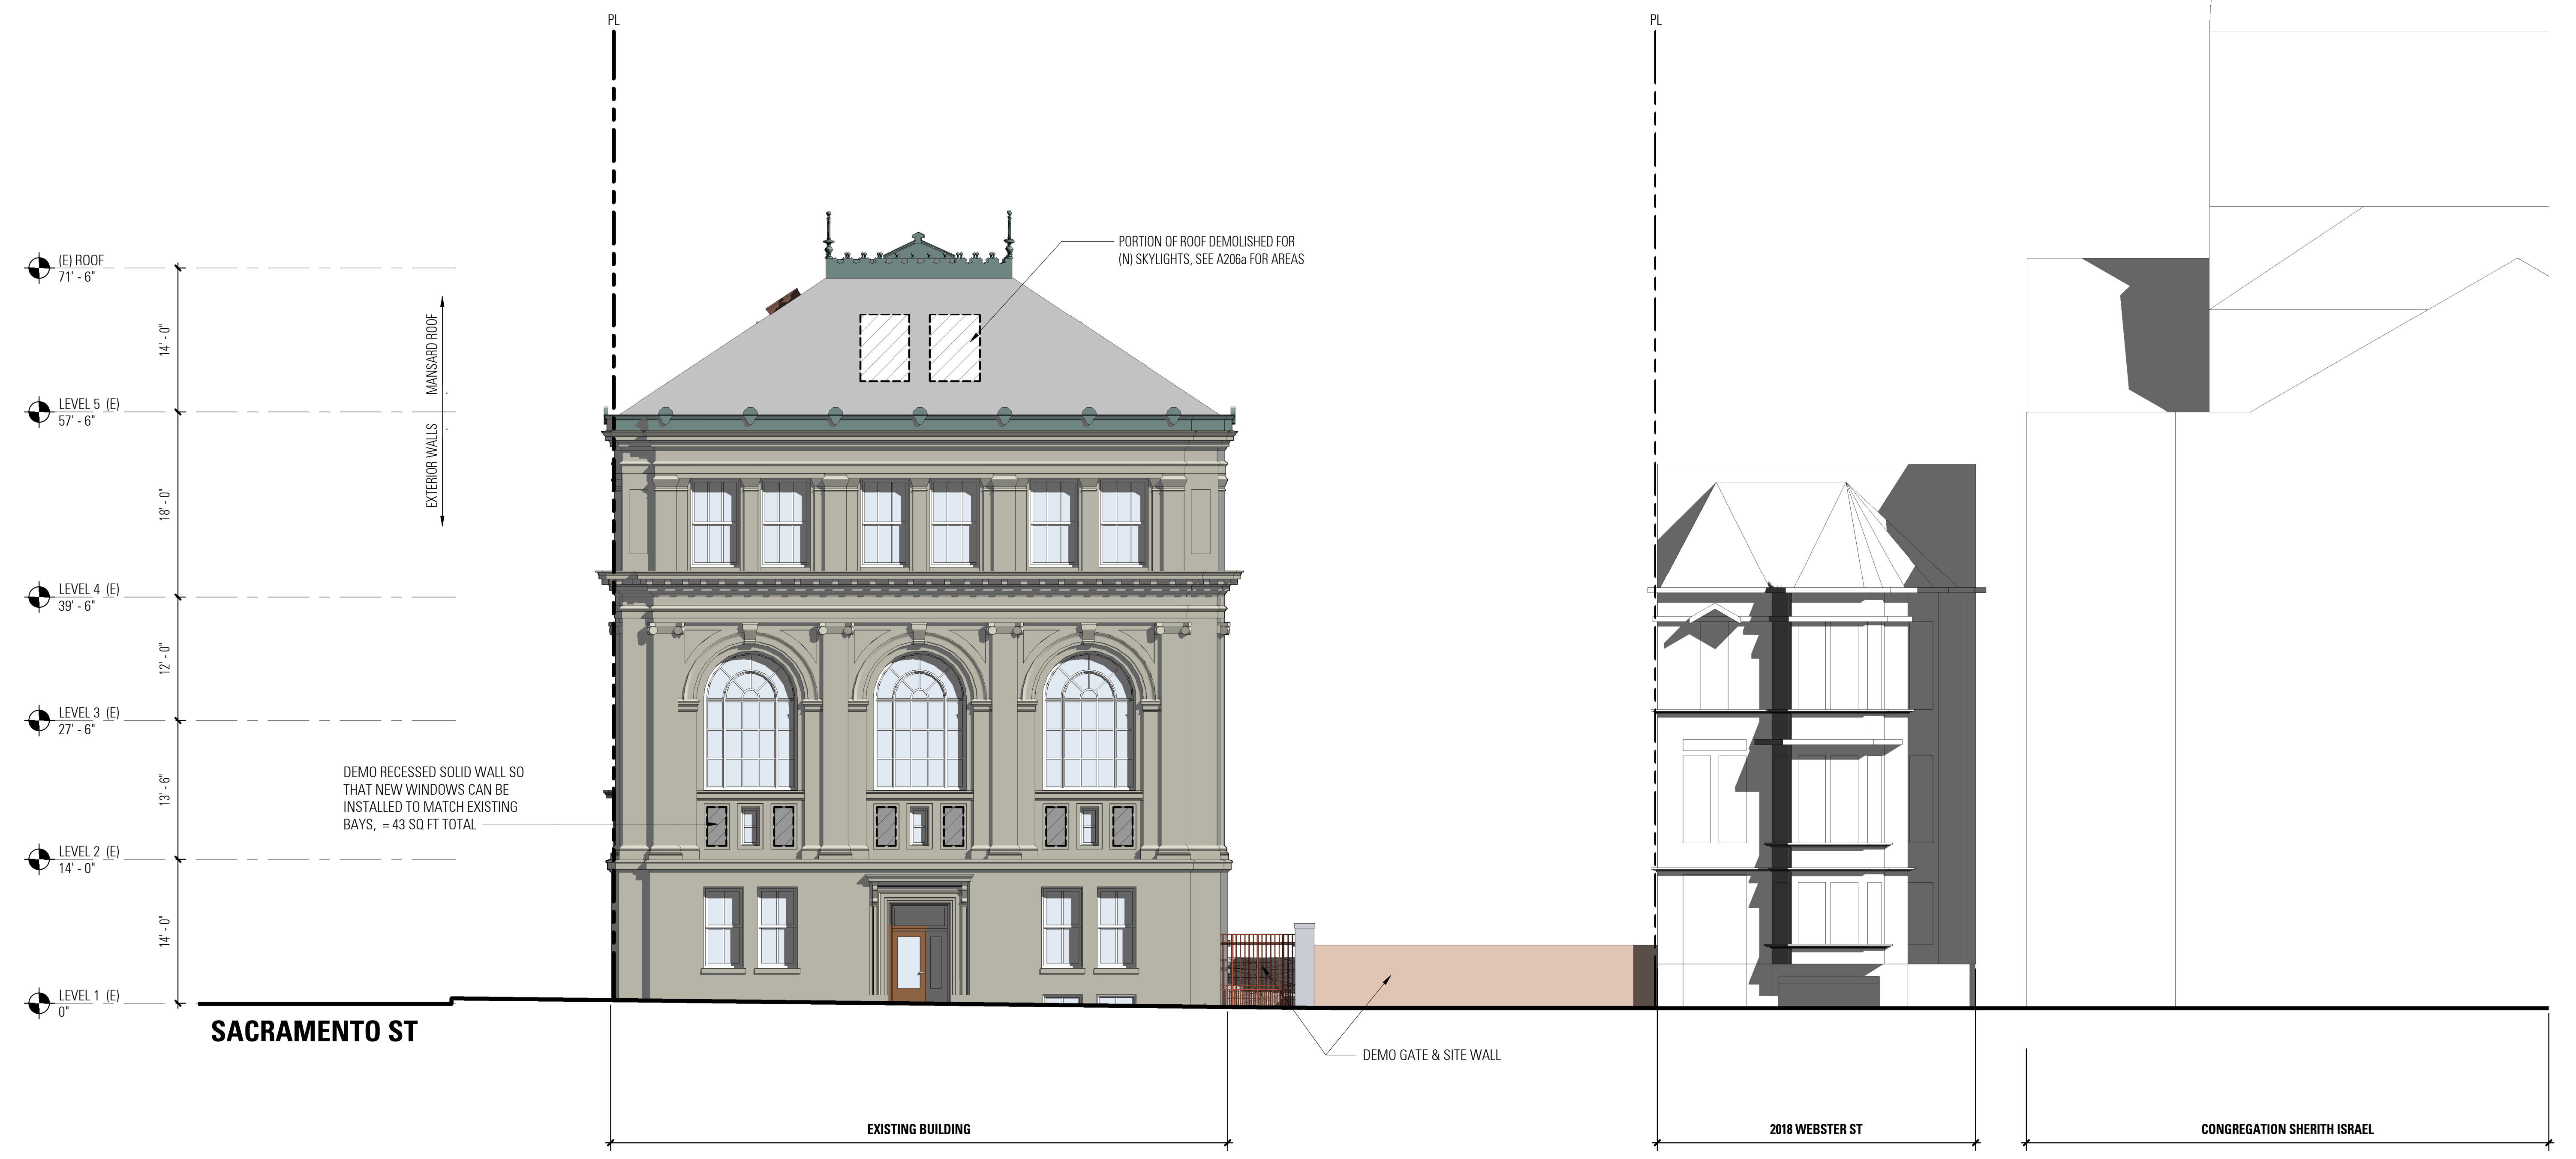 PL
PL
PORTION OF ROOF DEMOLISHED FOR
(N) SKYLIGHTS, SEE A206a FOR AREAS
(E) ROOF
71' - 6"
14' - 0"
MANSARD ROOF
EXTERIOR WALLS
LEVEL 5 (E)
57' - 6"
18' - 0"
LEVEL 4 (E)
39' - 6"
12' - 0"
LEVEL 3 (E)
27' - 6"
13' - 6"
DEMO RECESSED SOLID WALL SO
THAT NEW WINDOWS CAN BE
INSTALLED TO MATCH EXISTING
BAYS, = 43 SQ FT TOTAL
LEVEL 2 (E)
14' - 0"
14' - 0"
LEVEL 1 (E)
0"
SACRAMENTO ST
DEMO GATE & SITE WALL
EXISTING BUILDING
2018 WEBSTER ST
CONGREGATION SHERITH ISRAEL